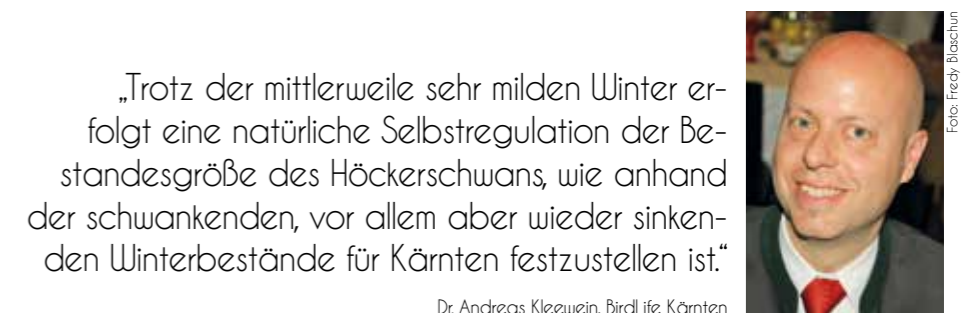 „Trotz der mittlerweile sehr milden Winter er-
folgt eine natürliche Selbstregulation der Be-
standesgröße des Höckerschwans, wie anhand
der schwankenden, vor allem aber wieder sinken-
den Winterbestände für Kärnten festzustellen ist.“
Dr. Andreas Kleewein, BirdLife Kärnten
Foto: Fredy Blaschun